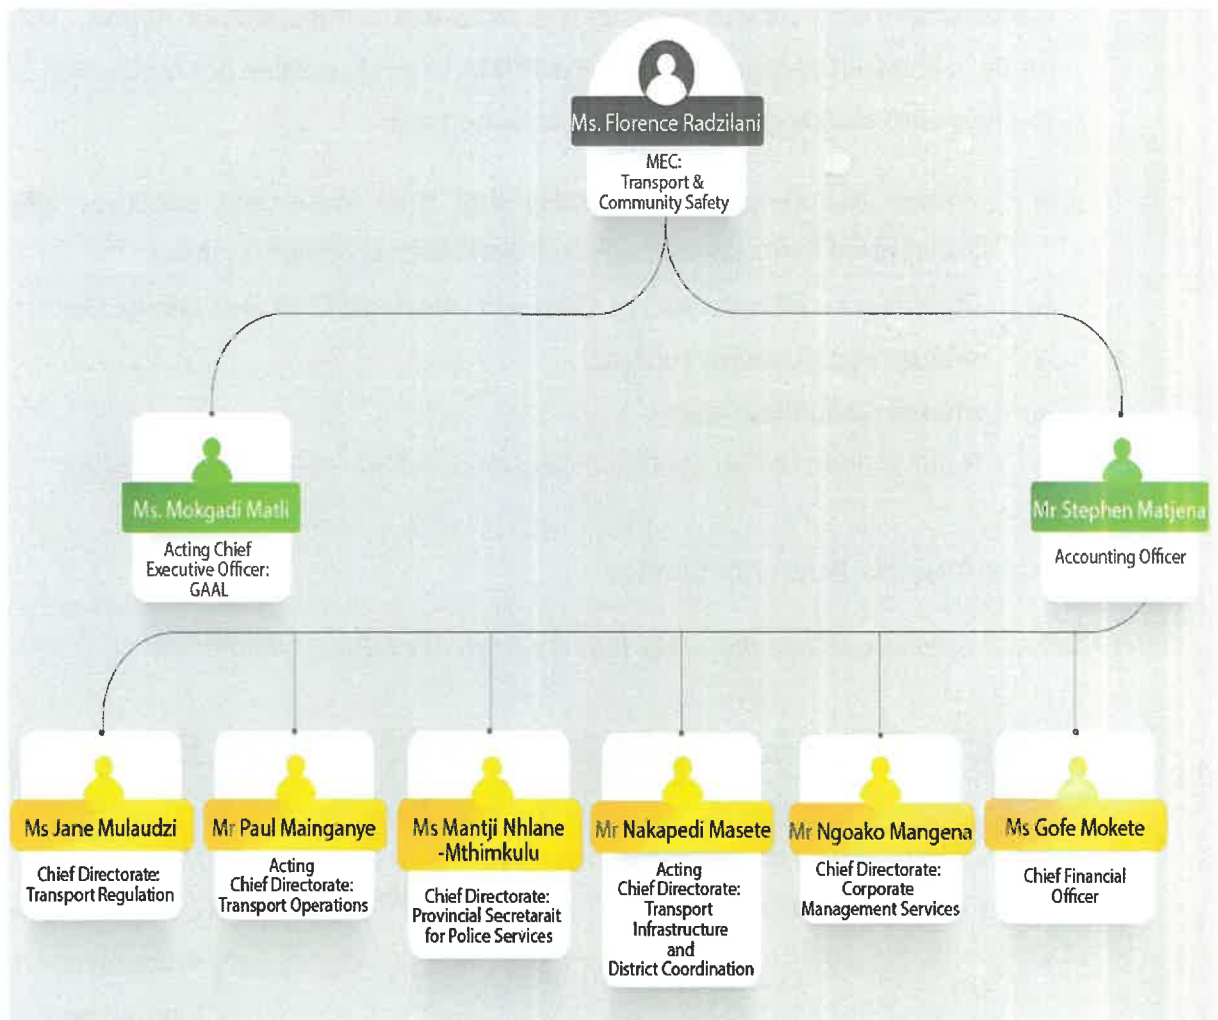 Ms. Florence Radzilani
MEC:
Transport &
Community Safety
Ms. Mokgadi Matli
Acting Chief
Executive Officer:
GAAL
Mr Stephen Matjena
Accounting Officer
Ms Jane Mulaudzi
Chief Directorate:
Transport Regulation
Mr Paul Mainganye
Acting
Chief Directorate:
Transport Operations
Ms Mantji Nhlane
-Mthimkulu
Chief Directorate:
Provincial Secretarait
for Police Services
Mr Nakapedi Masete
Acting
Chief Directorate:
Transport
Infrastructure
and
District Coordination
Mr Ngoako Mangena
Chief Directorate:
Corporate
Management Services
Ms Gofe Mokete
Chief Financial
Officer